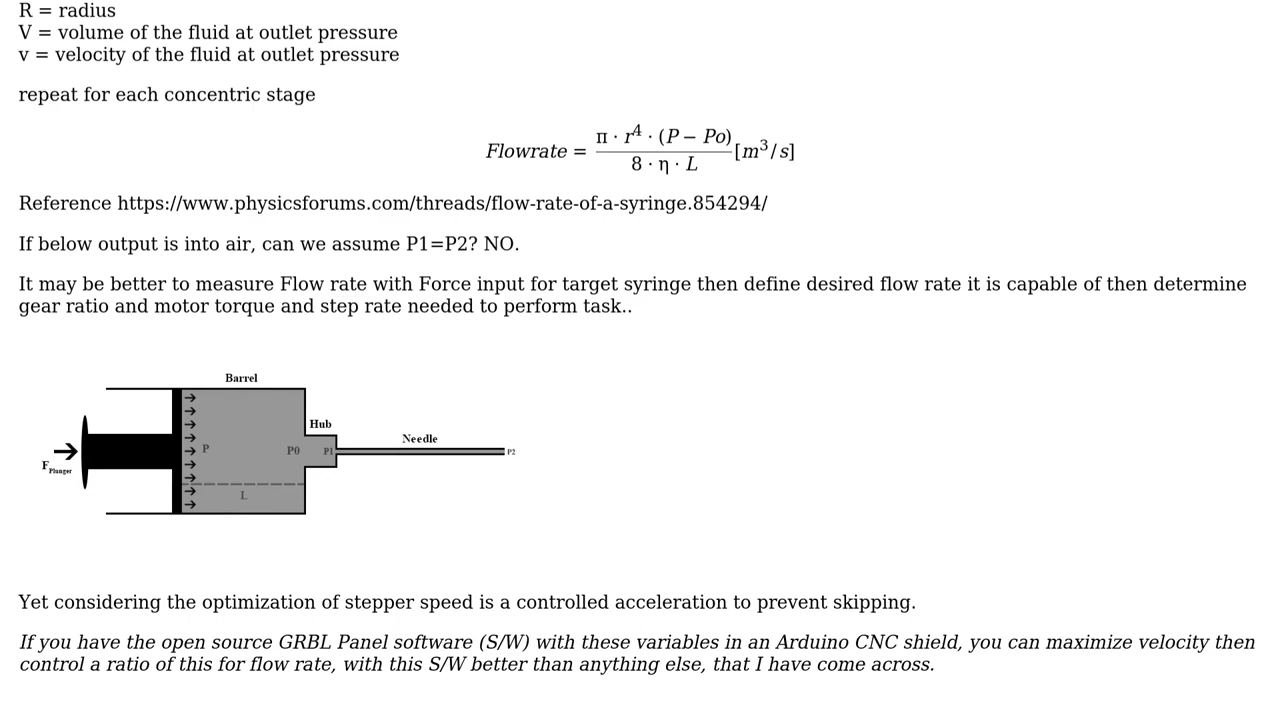 R = radius
V = volume of the fluid at outlet pressure
v = velocity of the fluid at outlet pressure
repeat for each concentric stage
Flowrate = π · r⁴ · (P − Po) / 8 · η · L [m³/s]
Reference https://www.physicsforums.com/threads/flow-rate-of-a-syringe.854294/
If below output is into air, can we assume P1=P2? NO.
It may be better to measure Flow rate with Force input for target syringe then define desired flow rate it is capable of then determine
gear ratio and motor torque and step rate needed to perform task..
Barrel
Hub
Needle
P
P0
P1
P2
F Plunger
L
Yet considering the optimization of stepper speed is a controlled acceleration to prevent skipping.
If you have the open source GRBL Panel software (S/W) with these variables in an Arduino CNC shield, you can maximize velocity then
control a ratio of this for flow rate, with this S/W better than anything else, that I have come across.